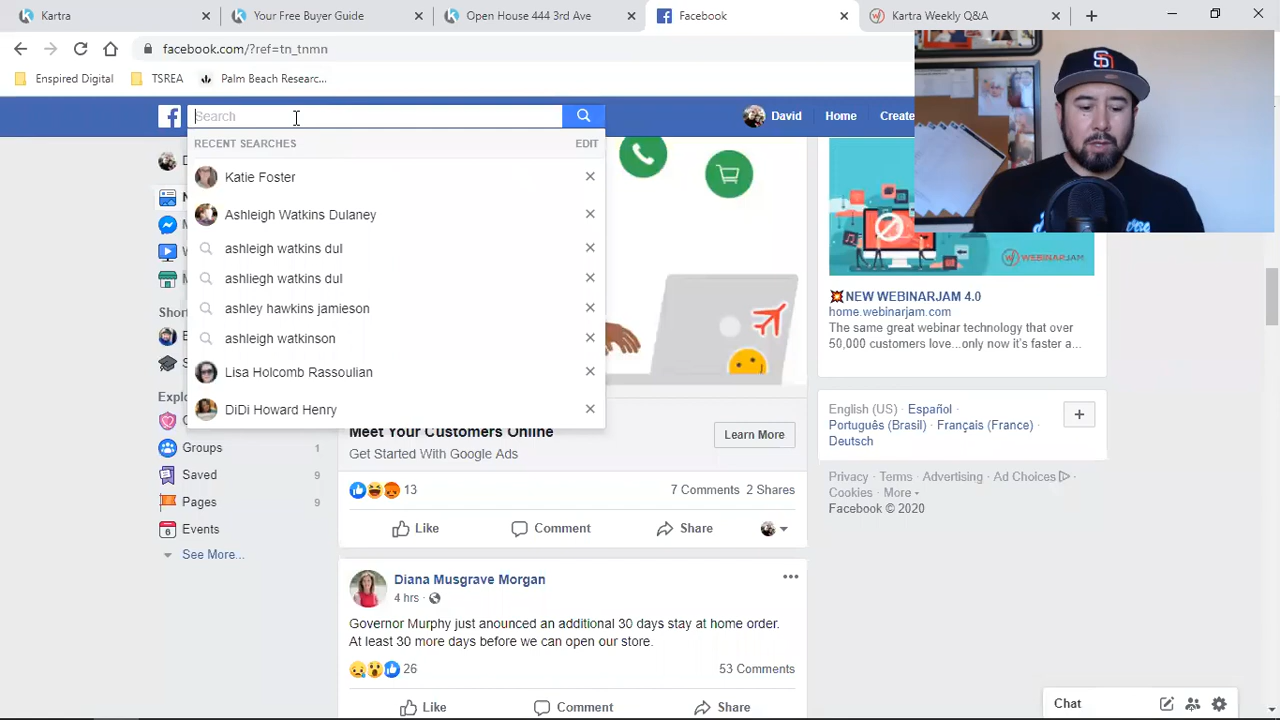 Kartra
Your Free Buyer Guide
Open House 444 3rd Ave
Facebook
Kartra Weekly Q&A
facebook.com/?ref=tn_tnmn
Enspired Digital
TSREA
Palm Beach Researc...
Search
David
Home
Create
RECENT SEARCHES
EDIT
Katie Foster
Ashleigh Watkins Dulaney
ashleigh watkins dul
ashliegh watkins dul
ashley hawkins jamieson
ashleigh watkinson
Lisa Holcomb Rassoulian
DiDi Howard Henry
Groups
1
Saved
9
Pages
9
Events
6
See More...
Meet Your Customers Online
Get Started With Google Ads
Learn More
13
7 Comments 2 Shares
Like
Comment
Share
Diana Musgrave Morgan
4 hrs ·
Governor Murphy just anounced an additional 30 days stay at home order.
At least 30 more days before we can open our store.
26
53 Comments
Like
Comment
Share
WEBINARJAM
💥NEW WEBINARJAM 4.0
home.webinarjam.com
The same great webinar technology that over
50,000 customers love...only now it's faster a...
English (US) · Español ·
Português (Brasil) · Français (France) ·
Deutsch
Privacy · Terms · Advertising · Ad Choices ·
Cookies · More
Facebook © 2020
Chat